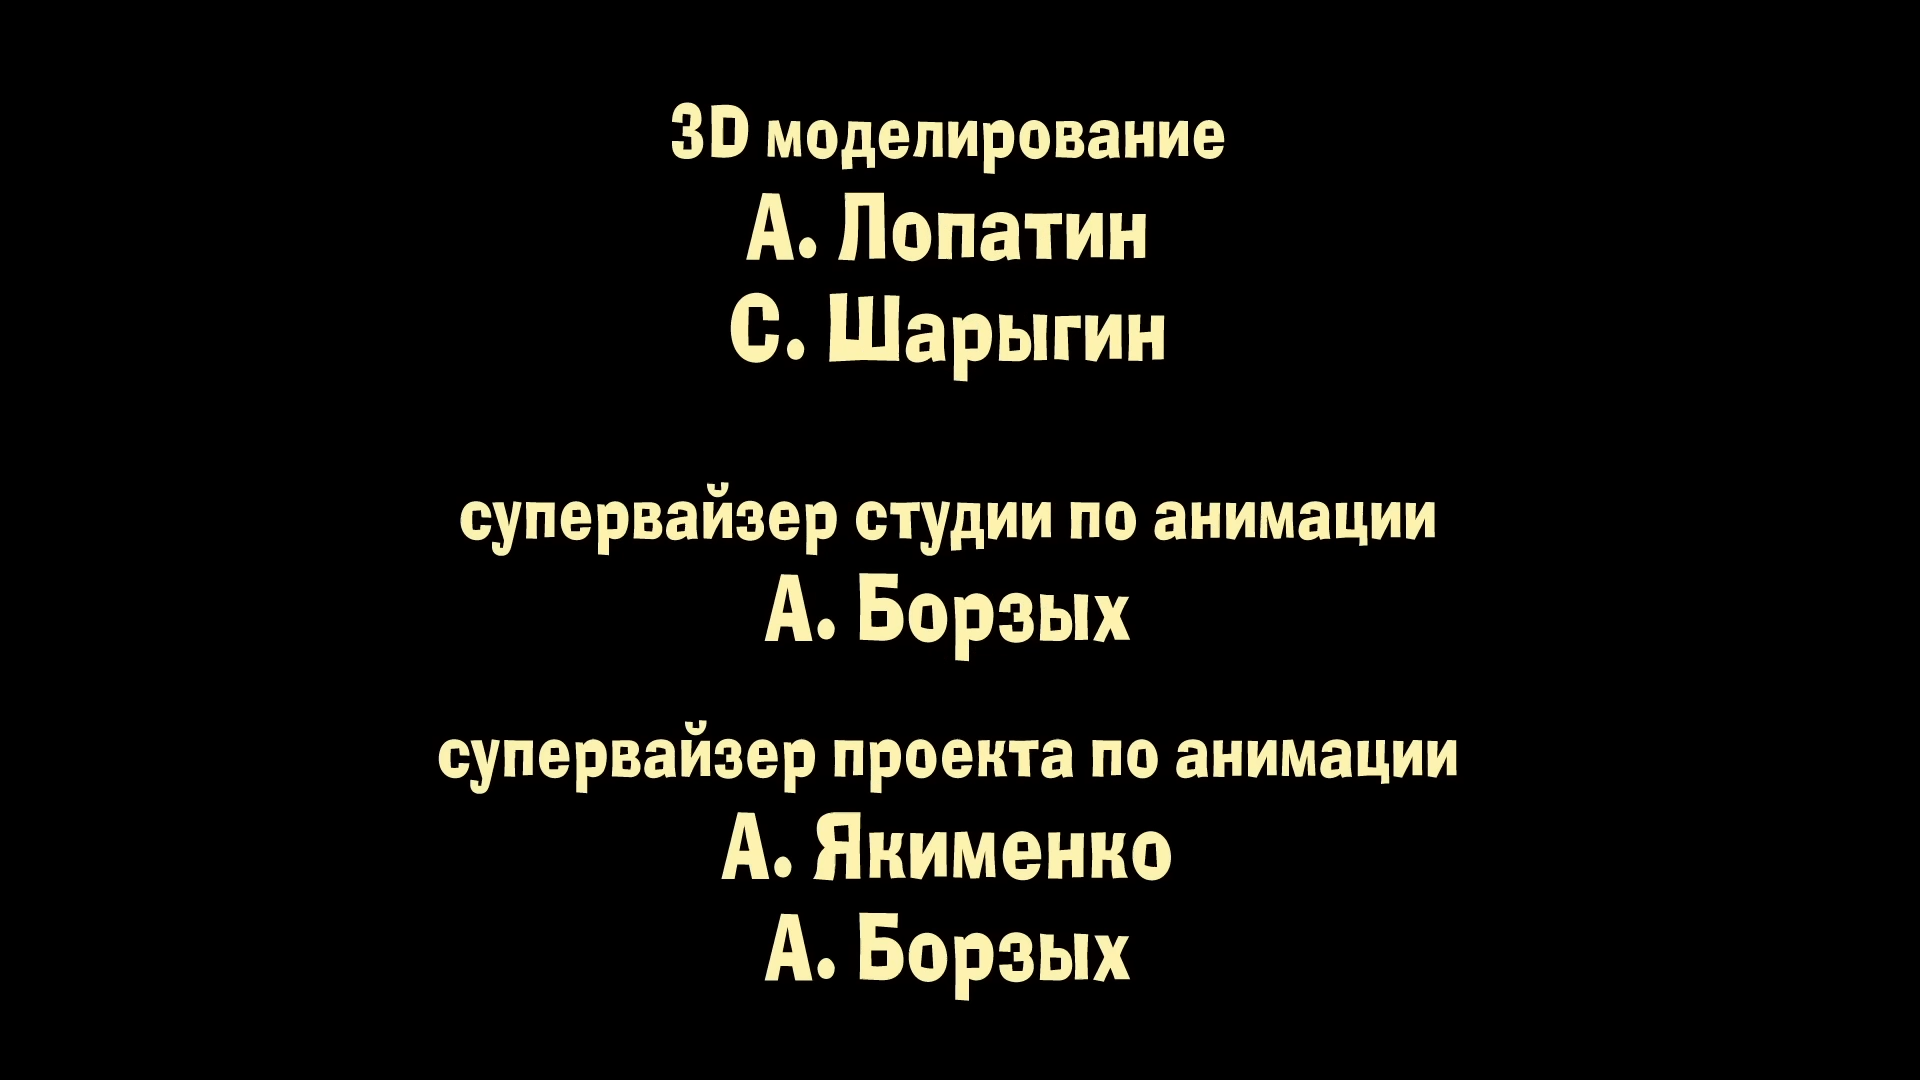 3D моделирование
А. Лопатин
С. Шарыгин
супервайзер студии по анимации
А. Борзых
супервайзер проекта по анимации
А. Якименко
А. Борзых